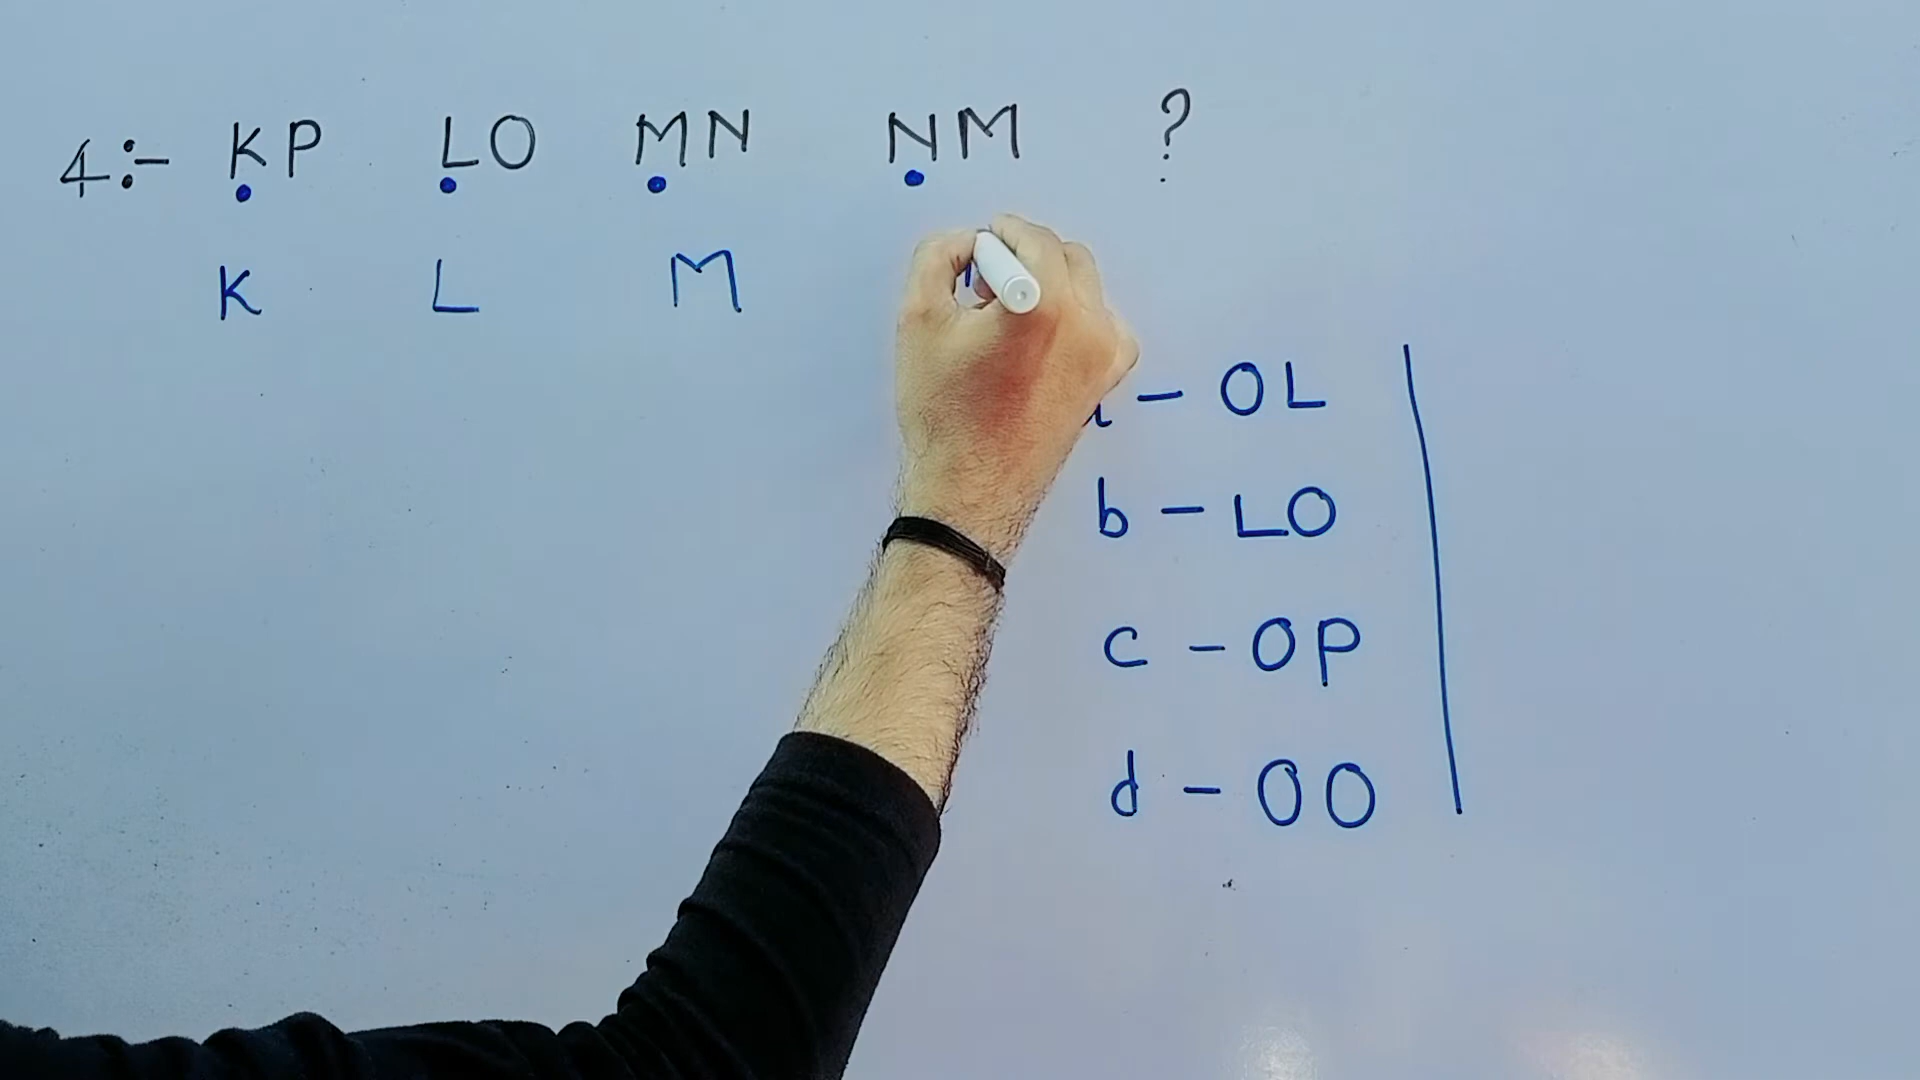 4:- KP LO MN NM ?
K L M
- OL
b - LO
c - OP
d - OO